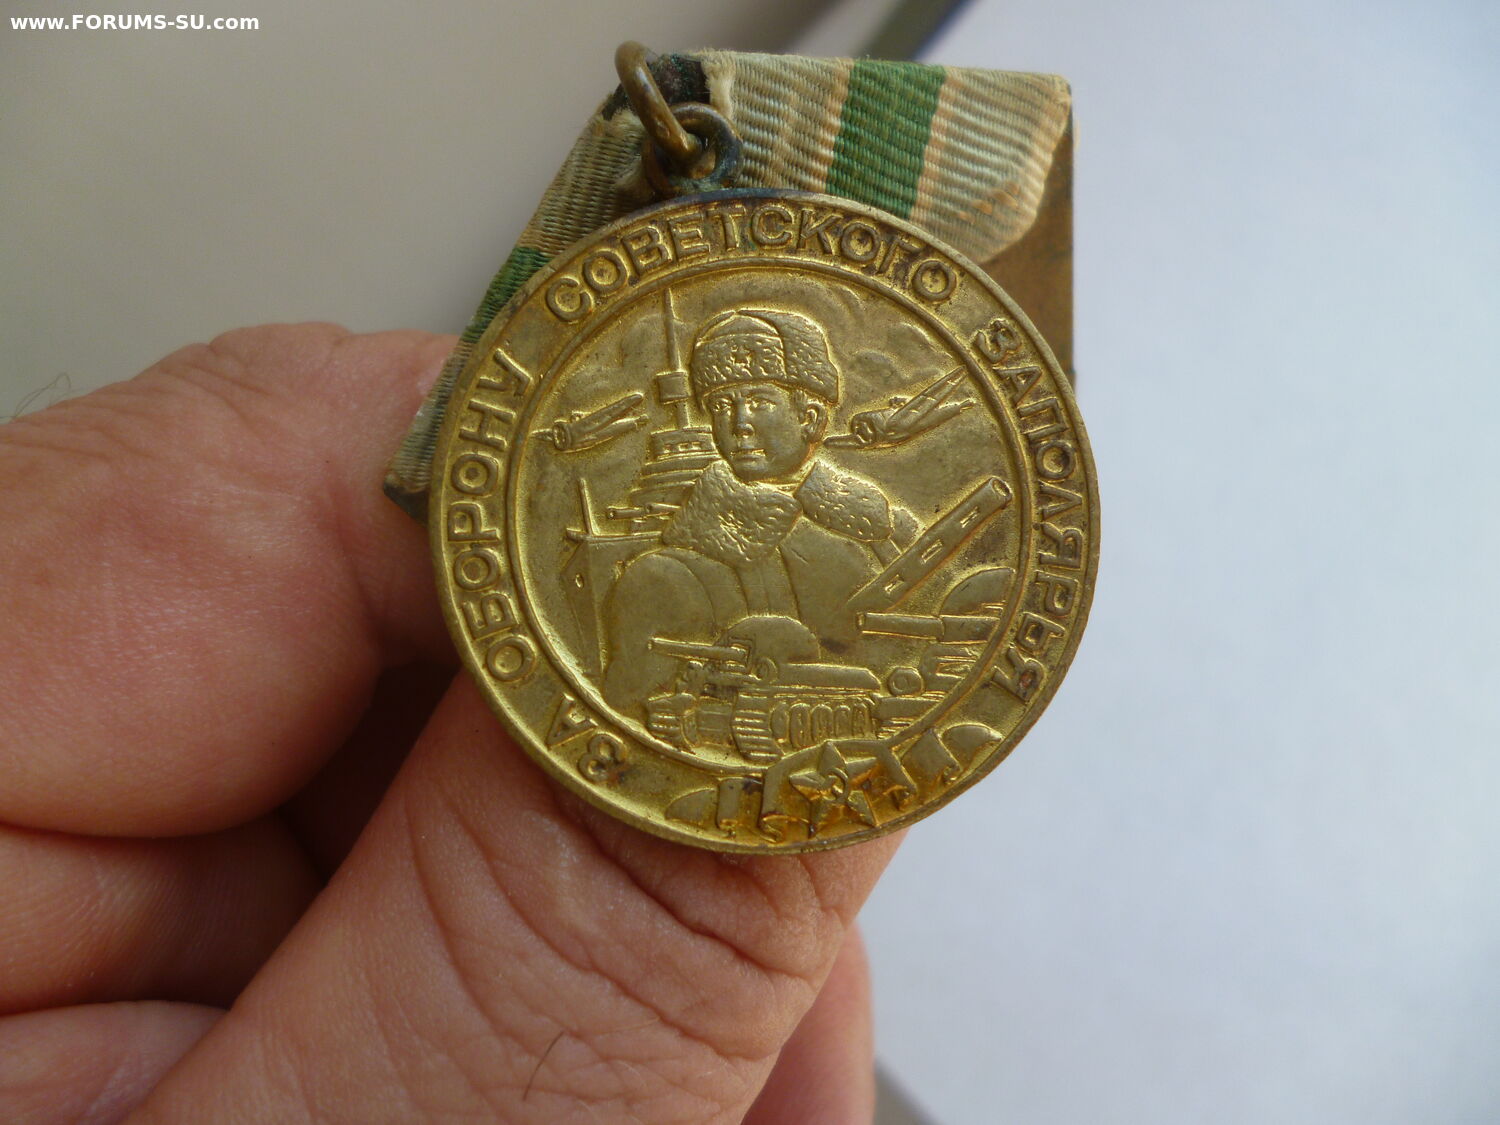 www.FORUMS-SU.com
ЗА ОБОРОНУ СОВЕТСКОГО ЗАПОЛЯРЬЯ